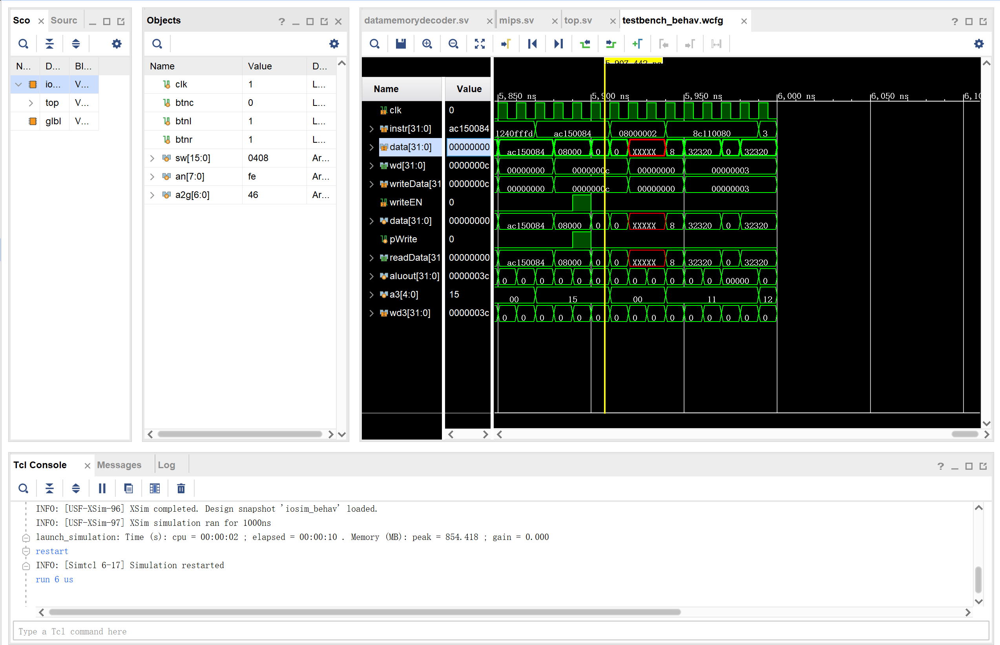 Sco Sourc
N... D... Bl...
io... V...
top V...
glbl V...
Objects
Name Value D...
clk 1 L...
btnc 0 L...
btnl 1 L...
btnr 1 L...
sw[15:0] 0408 Ar...
an[7:0] fe Ar...
a2g[6:0] 46 Ar...
datamemorydecoder.sv mips.sv top.sv testbench_behav.wcfg
5,907.442 ns
Name Value
5,850 ns 5,900 ns 5,950 ns 6,000 ns 6,050 ns 6,10
clk 0
instr[31:0] ac150084 1240fffd ac150084 08000002 8c110080 3
data[31:0] 00000000 ac150084 08000 0 0 XXXXX 8 32320 0 32320
wd[31:0] 0000000c 00000000 0000000c 00000000 00000003
writeData[31 0000000c 00000000 0000000c 00000000 00000003
writeEN 0
data[31:0] 00000000 ac150084 08000 0 0 XXXXX 8 32320 0 32320
pWrite 0
readData[31 00000000 ac150084 08000 0 0 XXXXX 8 32320 0 32320
aluout[31:0] 0000003c 0 0 0 0 0 0 0 0 0 0 0 0 00000 0
a3[4:0] 15 00 15 00 11 12
wd3[31:0] 0000003c 0 0 0 0 0 0 0 0 0 0 0 0 0 0 0
Tcl Console Messages Log
INFO: [USF-XSim-96] XSim completed. Design snapshot 'iosim_behav' loaded.
INFO: [USF-XSim-97] XSim simulation ran for 1000ns
launch_simulation: Time (s): cpu = 00:00:02 ; elapsed = 00:00:10 . Memory (MB): peak = 854.418 ; gain = 0.000
restart
INFO: [Simtcl 6-17] Simulation restarted
run 6 us
Type a Tcl command here